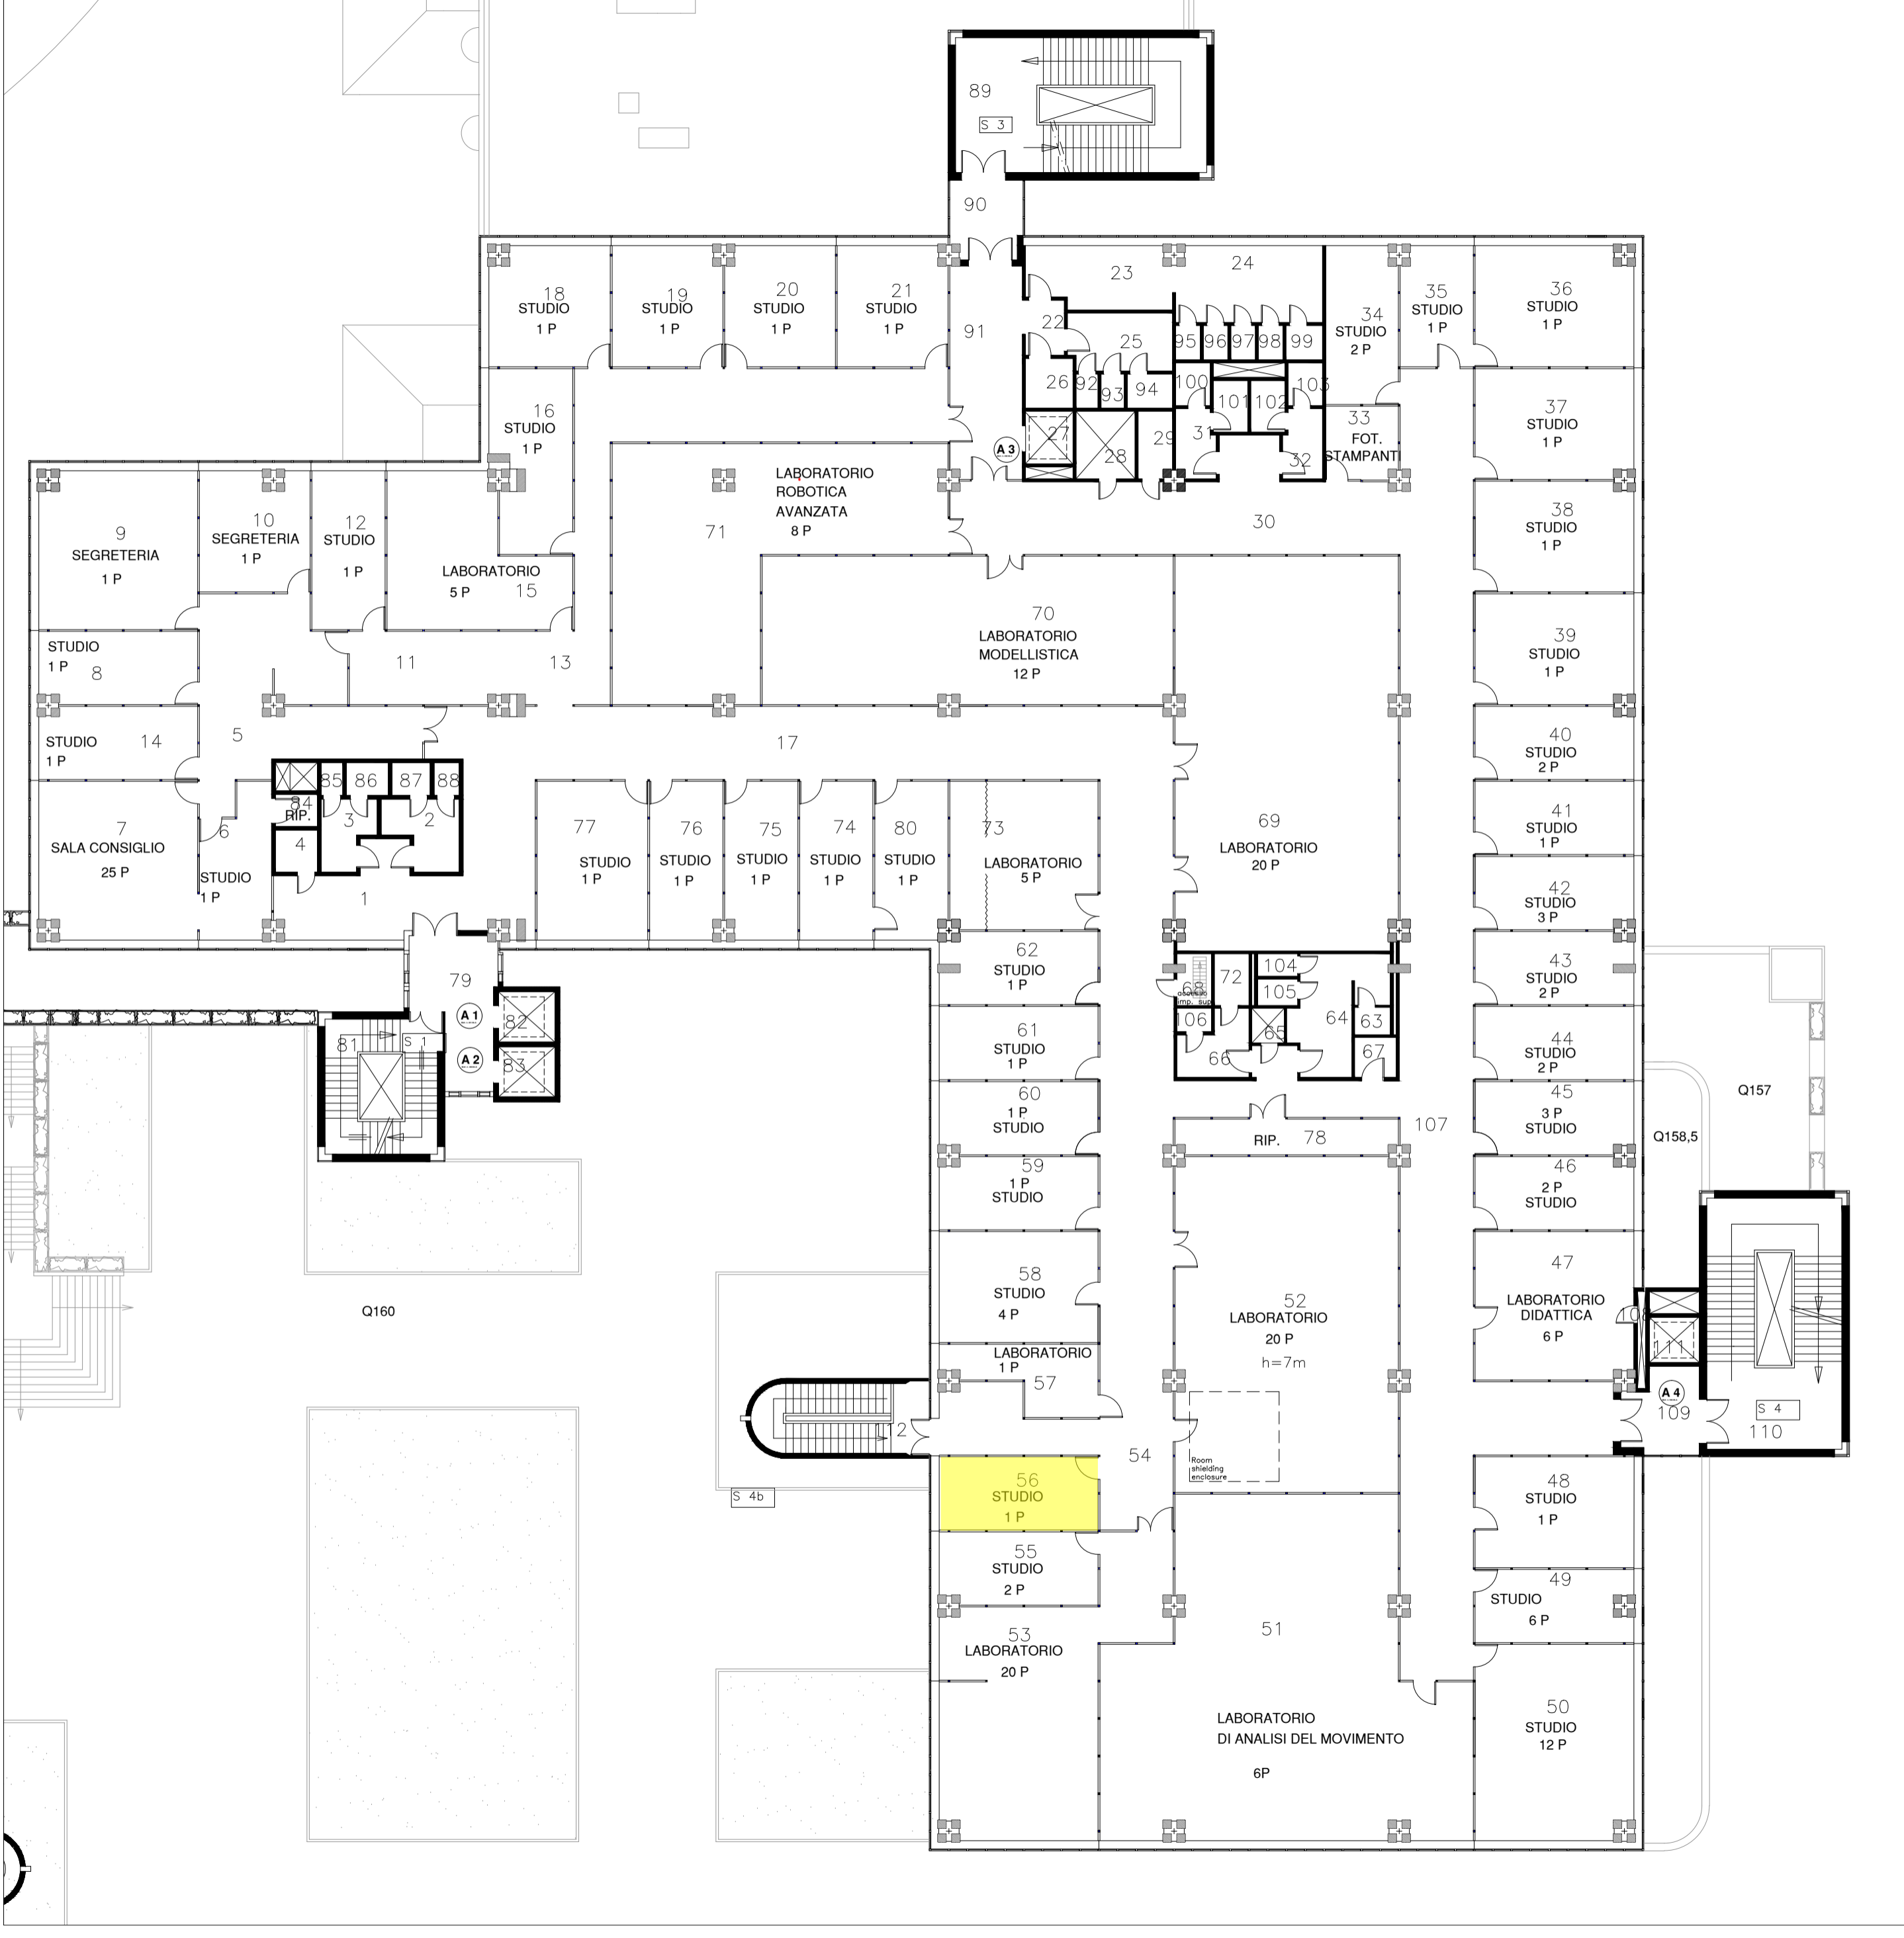 89
S 3
90
23
24
18
STUDIO
1 P
19
STUDIO
1 P
20
STUDIO
1 P
21
STUDIO
1 P
91
22
25
95
96
97
98
99
34
STUDIO
2 P
35
STUDIO
1 P
36
STUDIO
1 P
26
92
93
94
100
101
102
103
16
STUDIO
1 P
A 3
27
28
29
31
32
33
FOT.
STAMPANTI
37
STUDIO
1 P
9
SEGRETERIA
1 P
10
SEGRETERIA
1 P
12
STUDIO
1 P
LABORATORIO
5 P
15
71
LABORATORIO
ROBOTICA
AVANZATA
8 P
30
38
STUDIO
1 P
STUDIO
1 P
8
11
13
70
LABORATORIO
MODELLISTICA
12 P
39
STUDIO
1 P
STUDIO
1 P
14
5
17
40
STUDIO
2 P
85
86
87
88
84
RIP.
3
2
4
7
SALA CONSIGLIO
25 P
6
STUDIO
1 P
1
77
STUDIO
1 P
76
STUDIO
1 P
75
STUDIO
1 P
74
STUDIO
1 P
80
STUDIO
1 P
73
LABORATORIO
5 P
69
LABORATORIO
20 P
41
STUDIO
1 P
42
STUDIO
3 P
79
A 1
82
81
S 1
A 2
83
62
STUDIO
1 P
68
72
104
105
106
65
66
64
63
67
43
STUDIO
2 P
61
STUDIO
1 P
44
STUDIO
2 P
60
1 P
STUDIO
RIP.
78
107
45
3 P
STUDIO
Q157
Q158,5
59
1 P
STUDIO
46
2 P
STUDIO
Q160
58
STUDIO
4 P
52
LABORATORIO
20 P
h=7m
47
LABORATORIO
DIDATTICA
6 P
111
LABORATORIO
1 P
57
A 4
109
S 4
110
54
Room
shielding
enclosure
56
STUDIO
1 P
S 4b
48
STUDIO
1 P
55
STUDIO
2 P
49
STUDIO
6 P
53
LABORATORIO
20 P
51
LABORATORIO
DI ANALISI DEL MOVIMENTO
6P
50
STUDIO
12 P